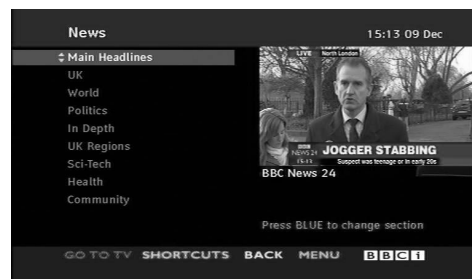 News
15:13 09 Dec
Main Headlines
UK
World
Politics
In Depth
UK Regions
Sci-Tech
Health
Community
LIVE North London
NEWS 24
15:13
JOGGER STABBING
Suspect was teenage or in early 20s
BBC News 24
Press BLUE to change section
GO TO TV SHORTCUTS BACK MENU BBCi